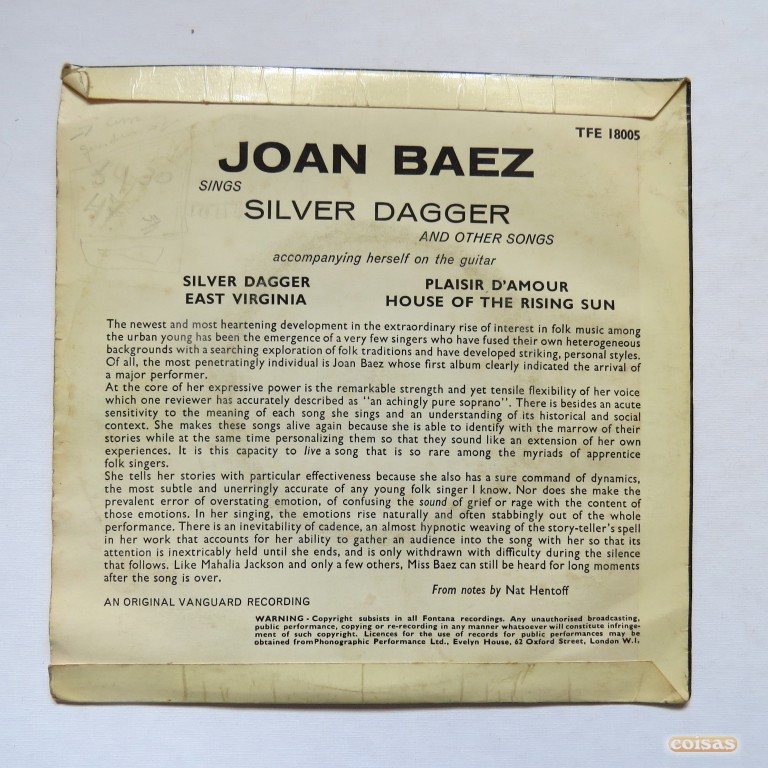 TFE 18005
JOAN BAEZ
SINGS
SILVER DAGGER
AND OTHER SONGS
accompanying herself on the guitar
SILVER DAGGER PLAISIR D'AMOUR
EAST VIRGINIA HOUSE OF THE RISING SUN
The newest and most heartening development in the extraordinary rise of interest in folk music among
the urban young has been the emergence of a very few singers who have fused their own heterogeneous
backgrounds with a searching exploration of folk traditions and have developed striking, personal styles.
Of all, the most penetratingly individual is Joan Baez whose first album clearly indicated the arrival of
a major performer.
At the core of her expressive power is the remarkable strength and yet tensile flexibility of her voice
which one reviewer has accurately described as "an achingly pure soprano". There is besides an acute
sensitivity to the meaning of each song she sings and an understanding of its historical and social
context. She makes these songs alive again because she is able to identify with the marrow of their
stories while at the same time personalizing them so that they sound like an extension of her own
experiences. It is this capacity to live a song that is so rare among the myriads of apprentice
folk singers.
She tells her stories with particular effectiveness because she also has a sure command of dynamics,
the most subtle and unerringly accurate of any young folk singer I know. Nor does she make the
prevalent error of overstating emotion, of confusing the sound of grief or rage with the content of
those emotions. In her singing, the emotions rise naturally and often stabbingly out of the whole
performance. There is an inevitability of cadence, an almost hypnotic weaving of the story-teller's spell
in her work that accounts for her ability to gather an audience into the song with her so that its
attention is inextricably held until she ends, and is only withdrawn with difficulty during the silence
that follows. Like Mahalia Jackson and only a few others, Miss Baez can still be heard for long moments
after the song is over.
From notes by Nat Hentoff
AN ORIGINAL VANGUARD RECORDING
WARNING - Copyright subsists in all Fontana recordings. Any unauthorised broadcasting,
public performance, copying or re-recording in any manner whatsoever will constitute infringe-
ment of such copyright. Licences for the use of records for public performances may be
obtained from Phonographic Performance Ltd., Evelyn House, 62 Oxford Street, London W.I.
coisas